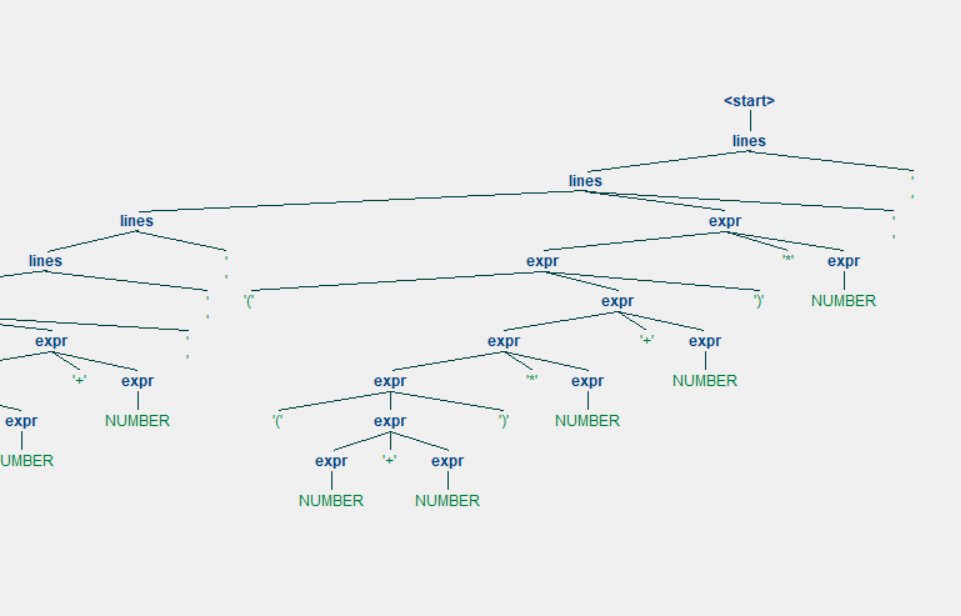 <start>
lines
lines '
lines expr ' '
lines ' expr '*' expr '
' '(' ' expr ')' NUMBER
expr ' expr '+' expr
'+' expr ' expr '*' expr NUMBER
expr NUMBER '(' expr ')' NUMBER
UMBER expr '+' expr
NUMBER NUMBER